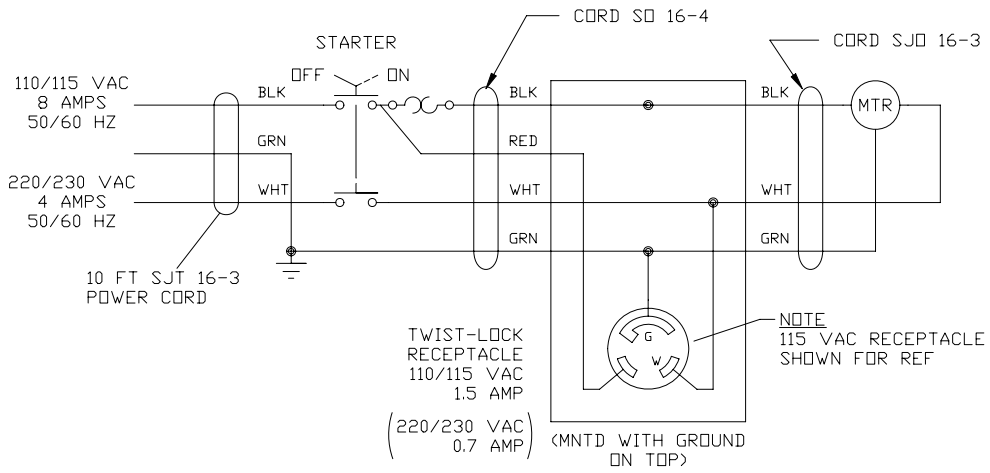 CORD SO 16-4
CORD SJO 16-3
STARTER
OFF ON
110/115 VAC
8 AMPS
50/60 HZ
BLK
BLK
BLK
MTR
GRN
RED
220/230 VAC
4 AMPS
50/60 HZ
WHT
WHT
WHT
GRN
GRN
10 FT SJT 16-3
POWER CORD
TWIST-LOCK
RECEPTACLE
110/115 VAC
1.5 AMP
(220/230 VAC
0.7 AMP)
G
W
NOTE
115 VAC RECEPTACLE
SHOWN FOR REF
(MNTD WITH GROUND
ON TOP)